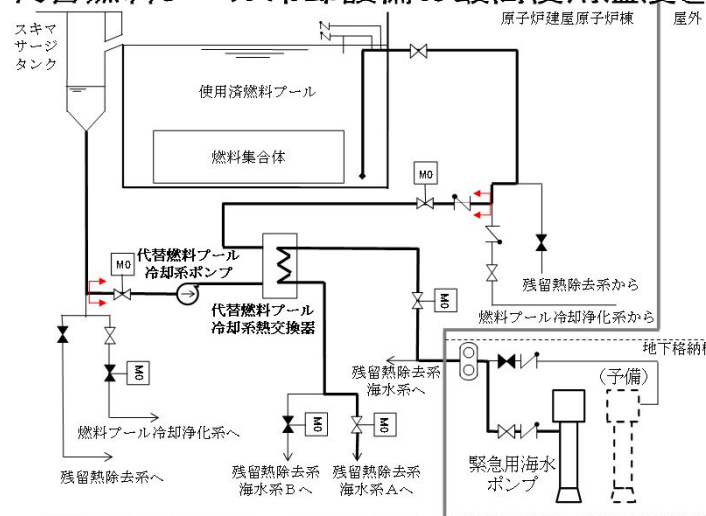 原子炉建屋原子炉棟
屋外
スキマ
サージ
タンク
使用済燃料プール
燃料集合体
MO
代替燃料プール
冷却系ポンプ
MO
代替燃料プール
冷却系熱交換器
MO
残留熱除去系から
燃料プール冷却浄化系から
地下格納
残留熱除去系
海水系へ
(予備)
MO
燃料プール冷却浄化系へ
MO
MO
残留熱除去系へ
残留熱除去系
海水系Bへ
残留熱除去系
海水系Aへ
緊急用海水
ポンプ